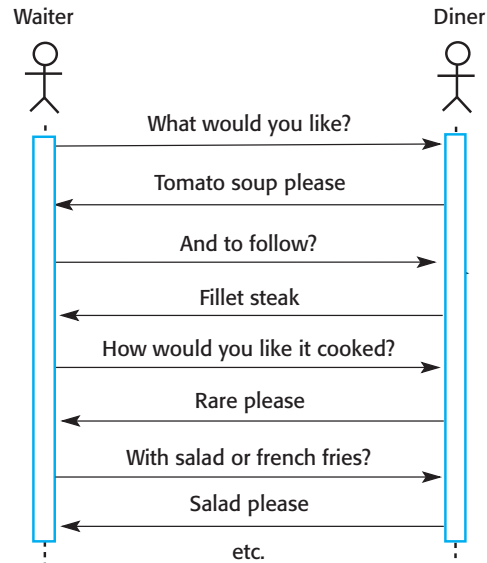 Waiter
Diner
What would you like?
Tomato soup please
And to follow?
Fillet steak
How would you like it cooked?
Rare please
With salad or french fries?
Salad please
etc.